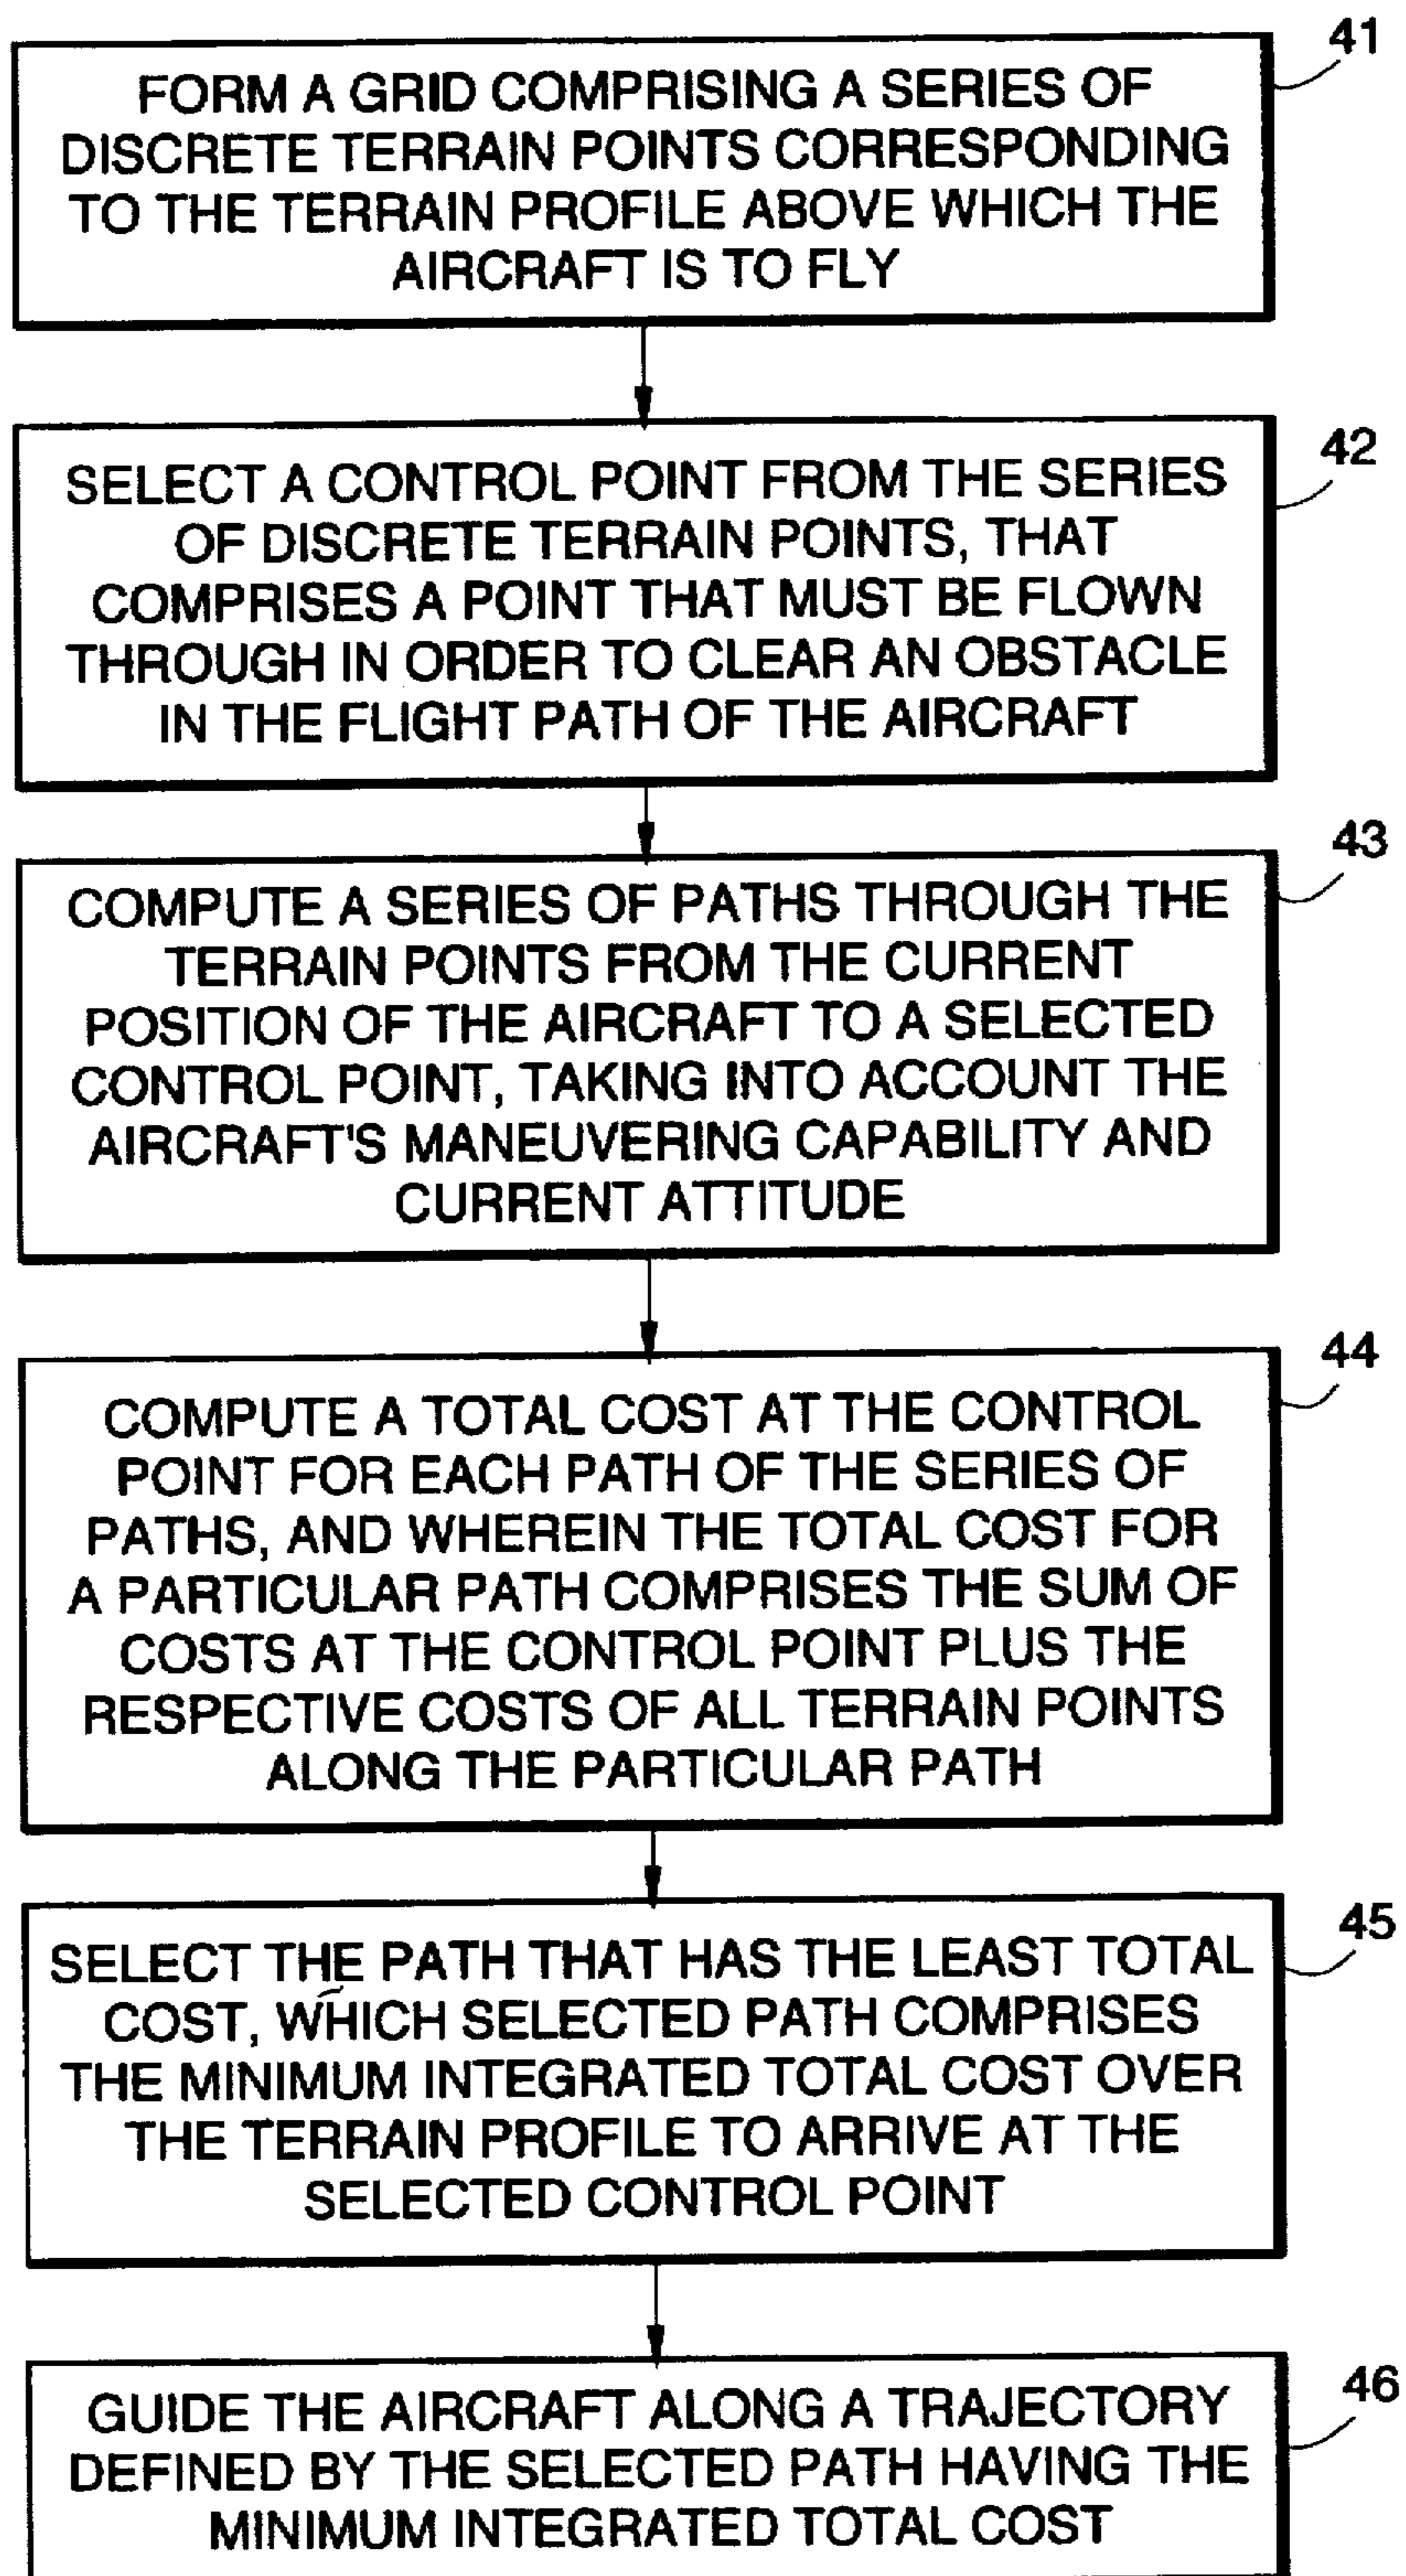 41
FORM A GRID COMPRISING A SERIES OF
DISCRETE TERRAIN POINTS CORRESPONDING
TO THE TERRAIN PROFILE ABOVE WHICH THE
AIRCRAFT IS TO FLY
42
SELECT A CONTROL POINT FROM THE SERIES
OF DISCRETE TERRAIN POINTS, THAT
COMPRISES A POINT THAT MUST BE FLOWN
THROUGH IN ORDER TO CLEAR AN OBSTACLE
IN THE FLIGHT PATH OF THE AIRCRAFT
43
COMPUTE A SERIES OF PATHS THROUGH THE
TERRAIN POINTS FROM THE CURRENT
POSITION OF THE AIRCRAFT TO A SELECTED
CONTROL POINT, TAKING INTO ACCOUNT THE
AIRCRAFT'S MANEUVERING CAPABILITY AND
CURRENT ATTITUDE
44
COMPUTE A TOTAL COST AT THE CONTROL
POINT FOR EACH PATH OF THE SERIES OF
PATHS, AND WHEREIN THE TOTAL COST FOR
A PARTICULAR PATH COMPRISES THE SUM OF
COSTS AT THE CONTROL POINT PLUS THE
RESPECTIVE COSTS OF ALL TERRAIN POINTS
ALONG THE PARTICULAR PATH
45
SELECT THE PATH THAT HAS THE LEAST TOTAL
COST, WHICH SELECTED PATH COMPRISES
THE MINIMUM INTEGRATED TOTAL COST OVER
THE TERRAIN PROFILE TO ARRIVE AT THE
SELECTED CONTROL POINT
46
GUIDE THE AIRCRAFT ALONG A TRAJECTORY
DEFINED BY THE SELECTED PATH HAVING THE
MINIMUM INTEGRATED TOTAL COST